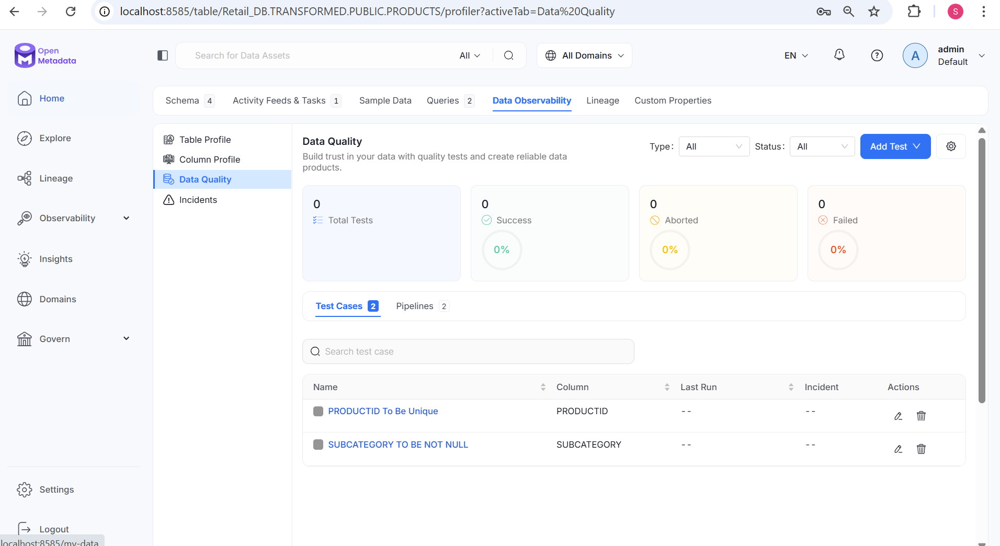 localhost:8585/table/Retail_DB.TRANSFORMED.PUBLIC.PRODUCTS/profiler?activeTab=Data%20Quality
S
Open
Metadata
Search for Data Assets
All
All Domains
EN
A
admin
Default
Home
Explore
Lineage
Observability
Insights
Domains
Govern
Settings
Logout
localhost:8585/my-data
Schema 4
Activity Feeds & Tasks 1
Sample Data
Queries 2
Data Observability
Lineage
Custom Properties
Table Profile
Column Profile
Data Quality
Incidents
Data Quality
Build trust in your data with quality tests and create reliable data
products.
Type: All
Status: All
Add Test
0
Total Tests
0
Success
0%
0
Aborted
0%
0
Failed
0%
Test Cases 2
Pipelines 2
Search test case
Name Column Last Run Incident Actions
PRODUCTID To Be Unique PRODUCTID -- --
SUBCATEGORY TO BE NOT NULL SUBCATEGORY -- --